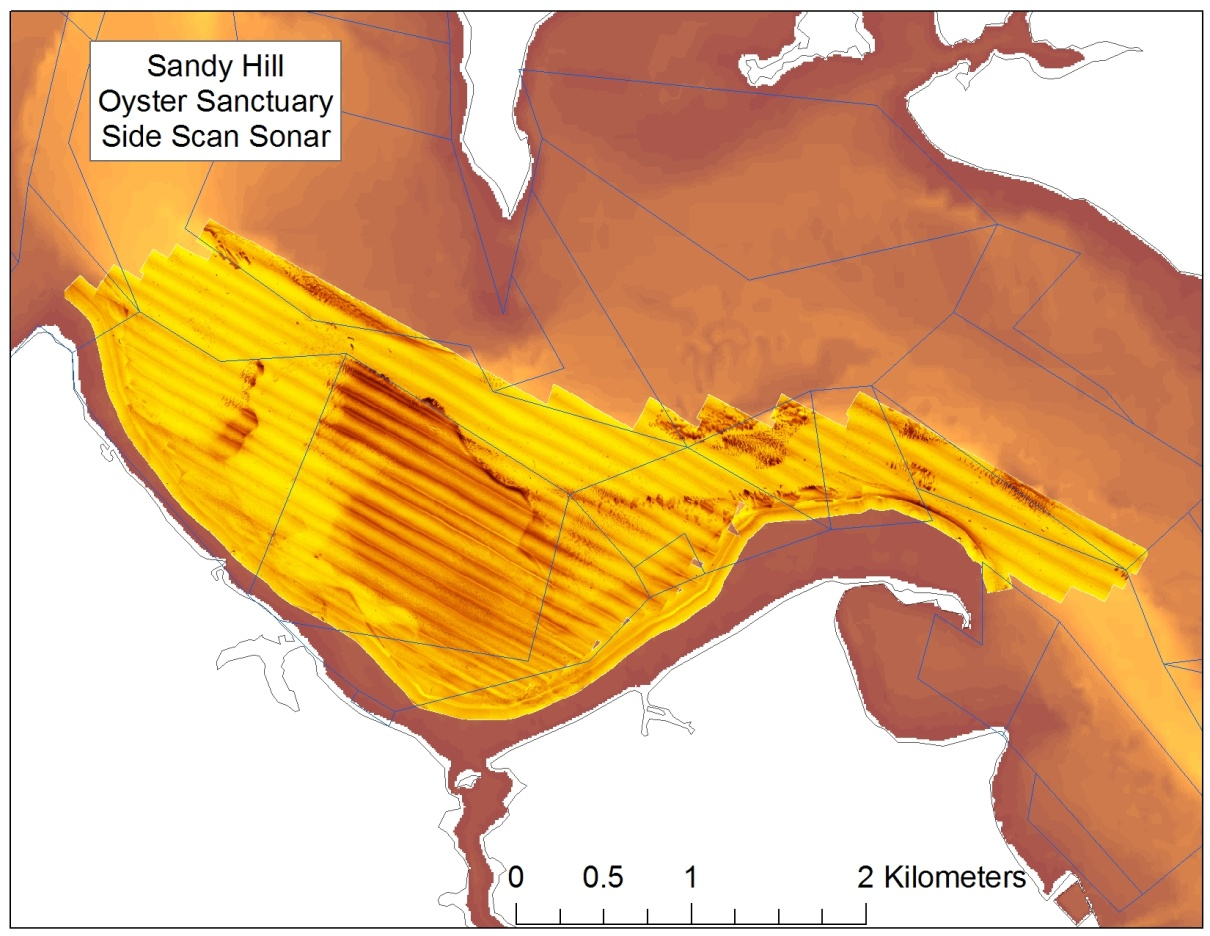 Sandy Hill
Oyster Sanctuary
Side Scan Sonar
0 0.5 1 2 Kilometers